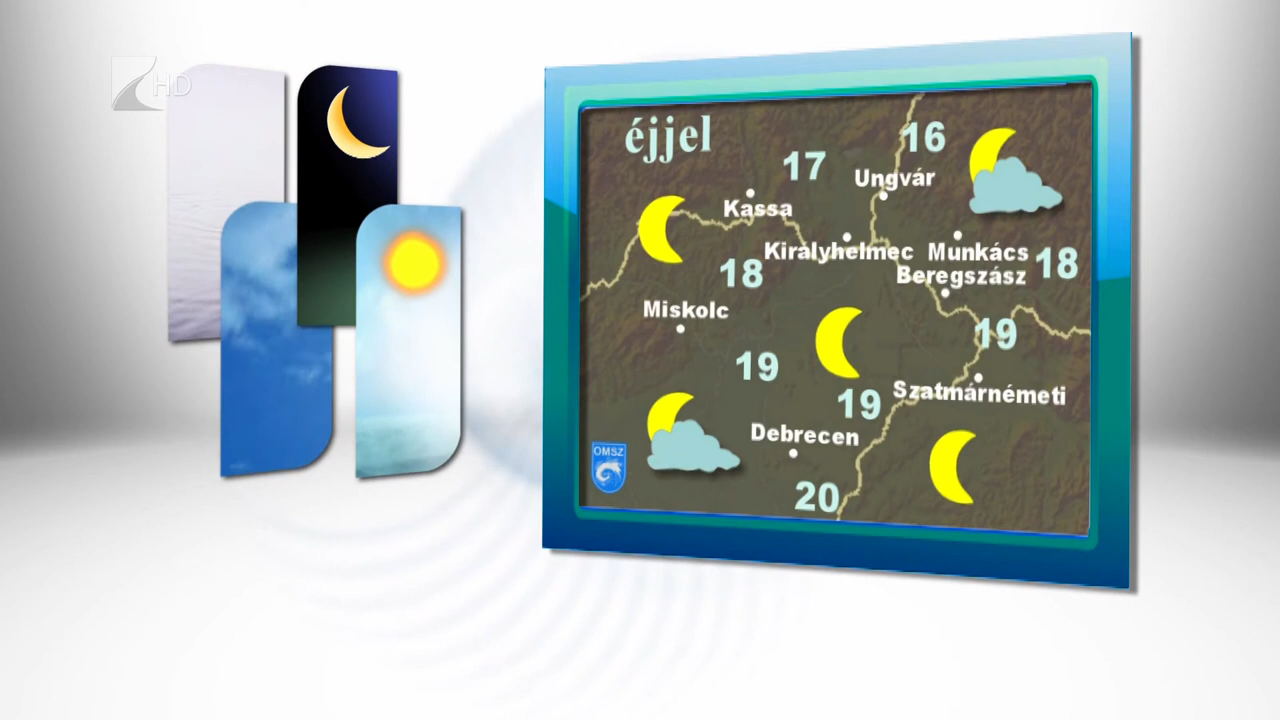 HD
éjjel
16
17
Ungvár
Kassa
Királyhelmec
Munkács
18
18
Beregszász
Miskolc
19
19
Szatmárnémeti
19
Debrecen
OMSZ
20